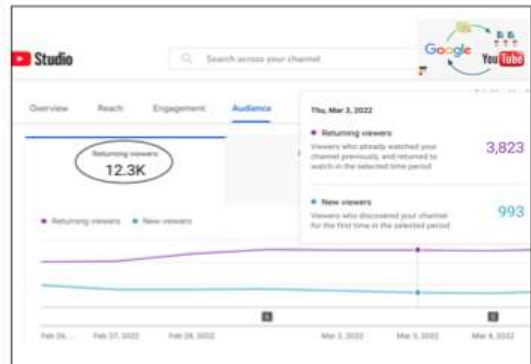 Studio
Search across your channel
Google
YouTube
Overview
Reach
Engagement
Audience
Thu, Mar 3, 2022
Returning viewers
12.3K
Returning viewers
Viewers who already watched your
channel previously, and returned to
watch in the selected time period
3,823
New viewers
Viewers who discovered your channel
for the first time in the selected period
993
Returning viewers
New viewers
Feb 26, ...
Feb 27, 2022
Feb 28, 2022
Mar 2, 2022
Mar 3, 2022
Mar 4, 2022